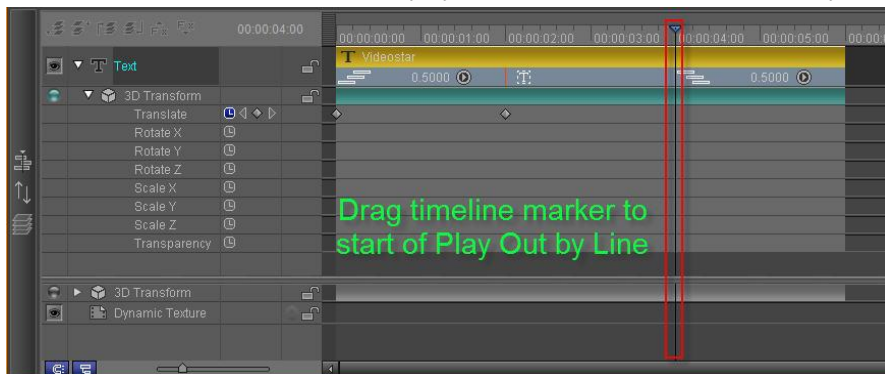 00:00:04:00
00:00:00:00 00:00:01:00 00:00:02:00 00:00:03:00 00:00:04:00 00:00:05:00 00:00:
T Videostar
T Text
0.5000 0.5000
3D Transform
Translate
Rotate X
Rotate Y
Rotate Z
Scale X
Scale Y
Scale Z
Transparency
Drag timeline marker to
start of Play Out by Line
3D Transform
Dynamic Texture